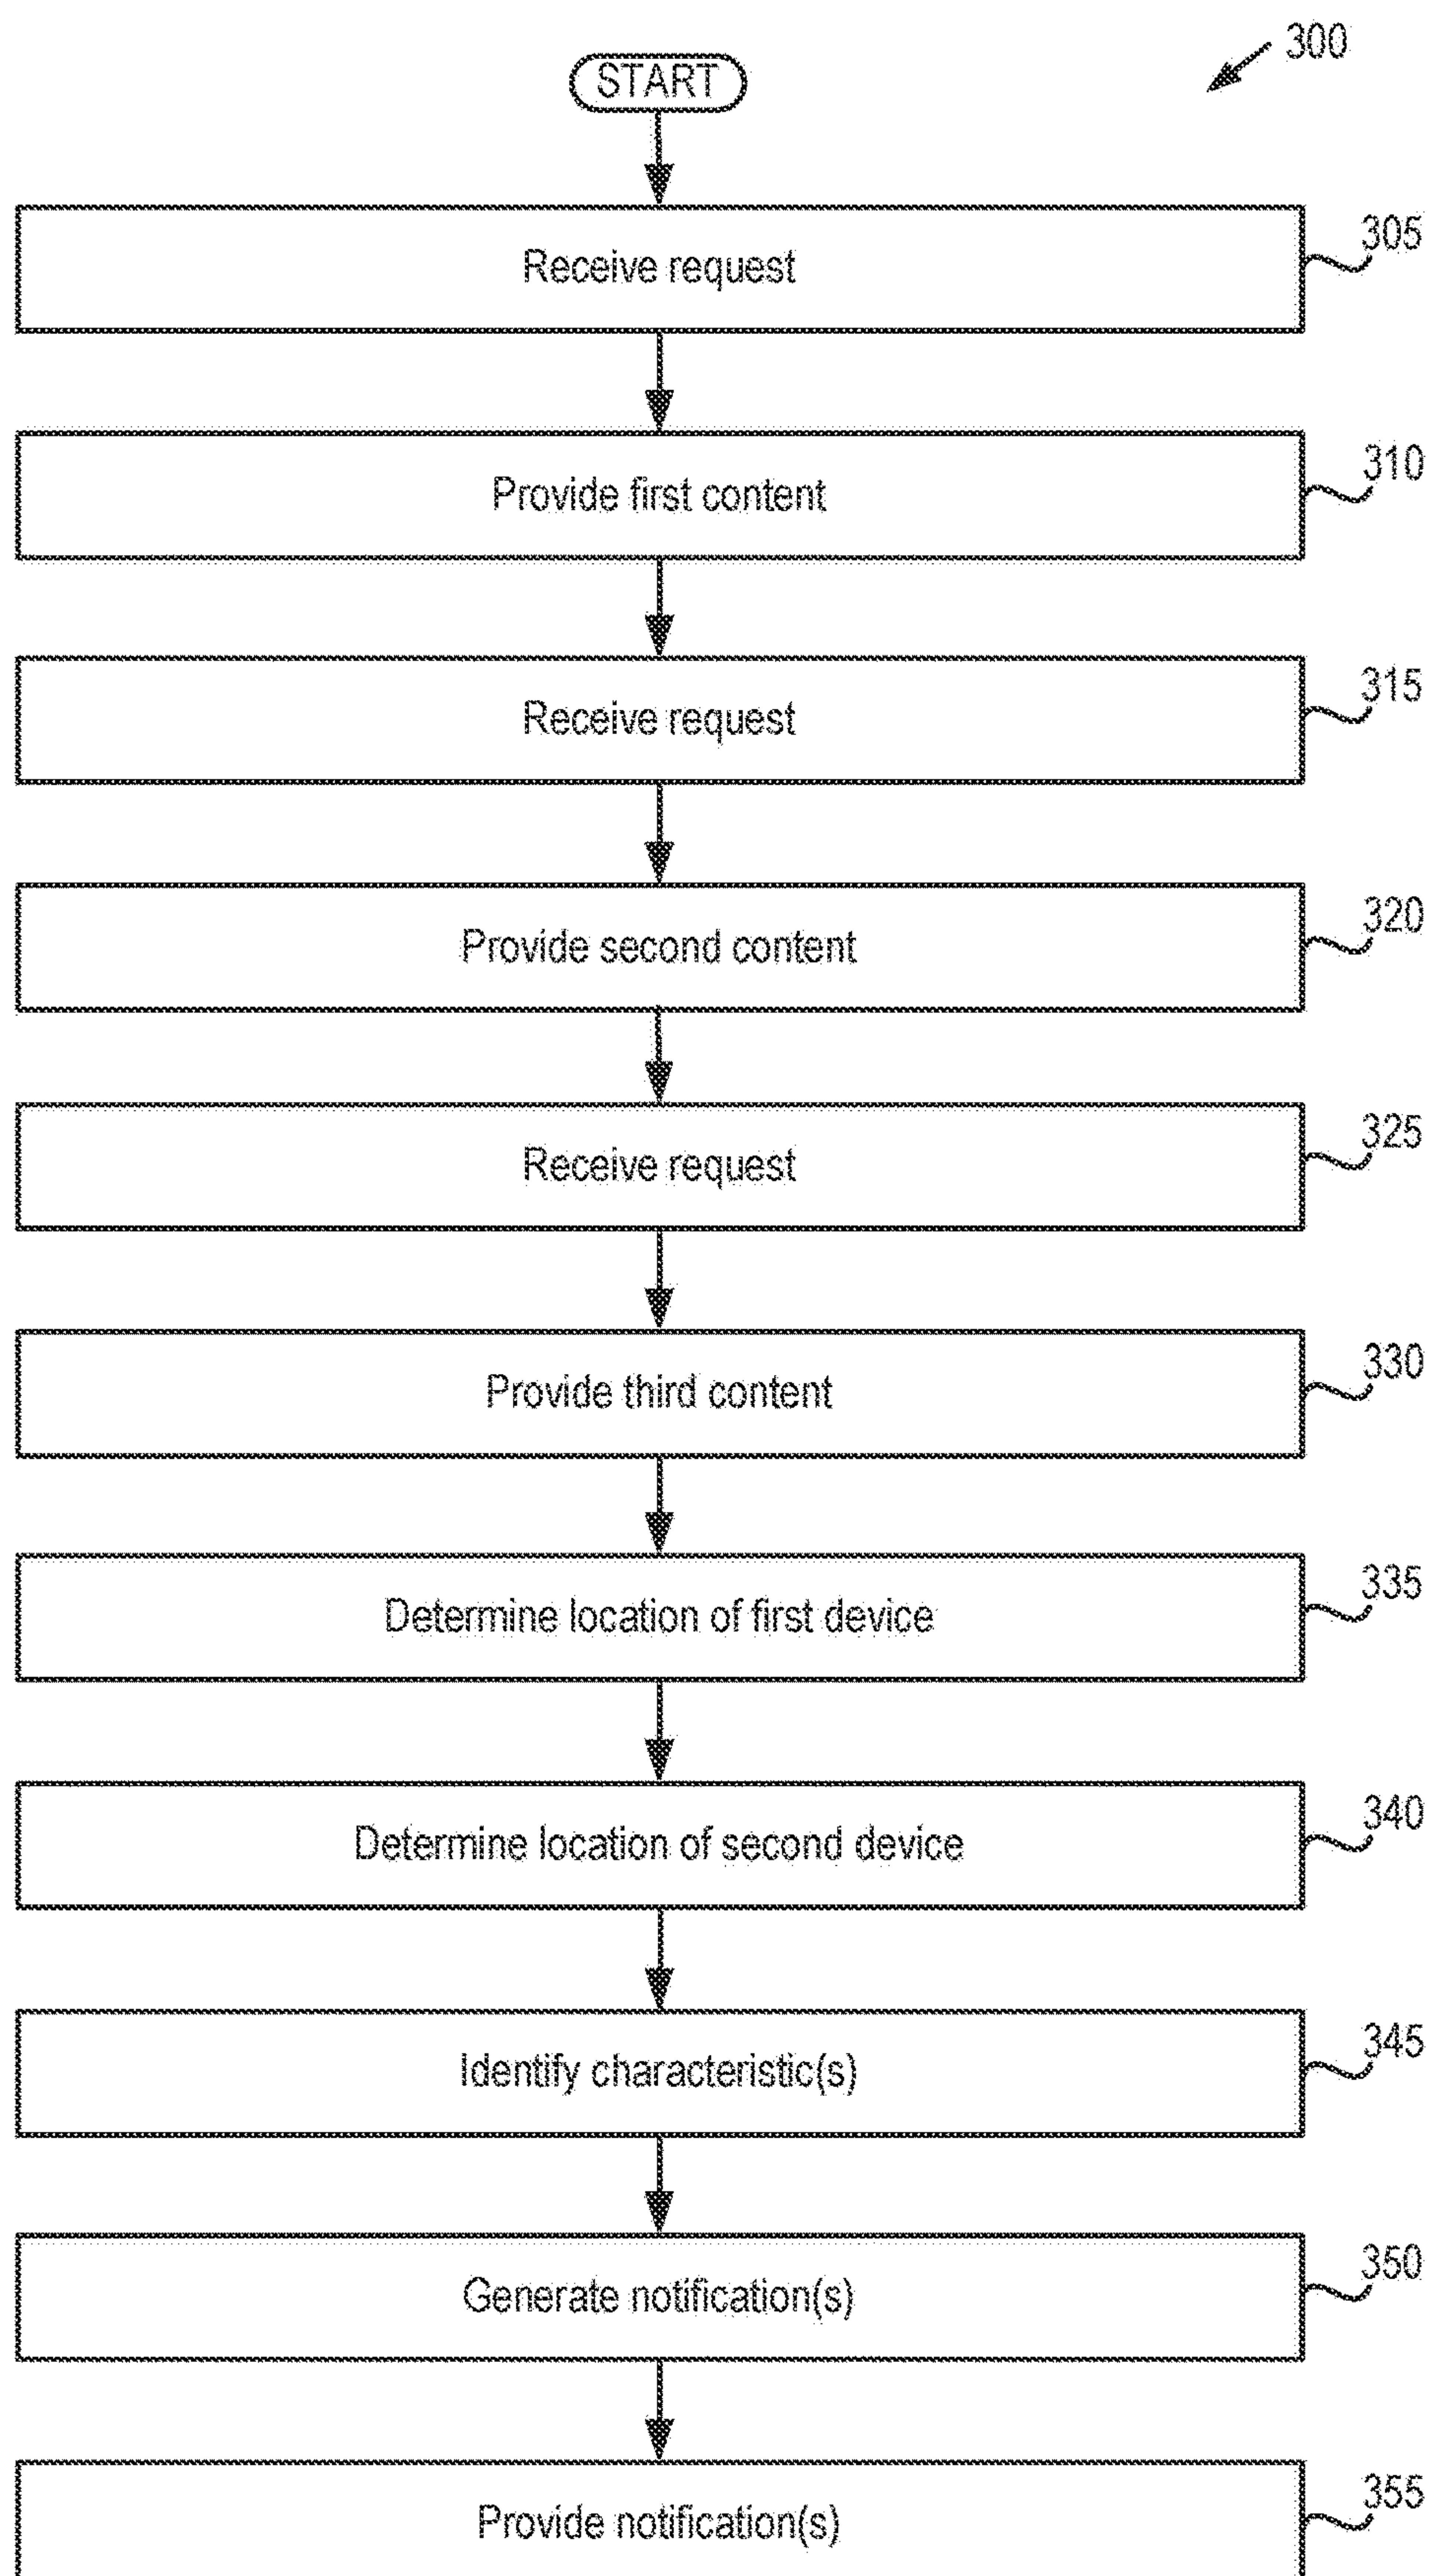 300
START
Receive request
305
Provide first content
310
Receive request
315
Provide second content
320
Receive request
325
Provide third content
330
Determine location of first device
335
Determine location of second device
340
Identify characteristic(s)
345
Generate notification(s)
350
Provide notification(s)
355